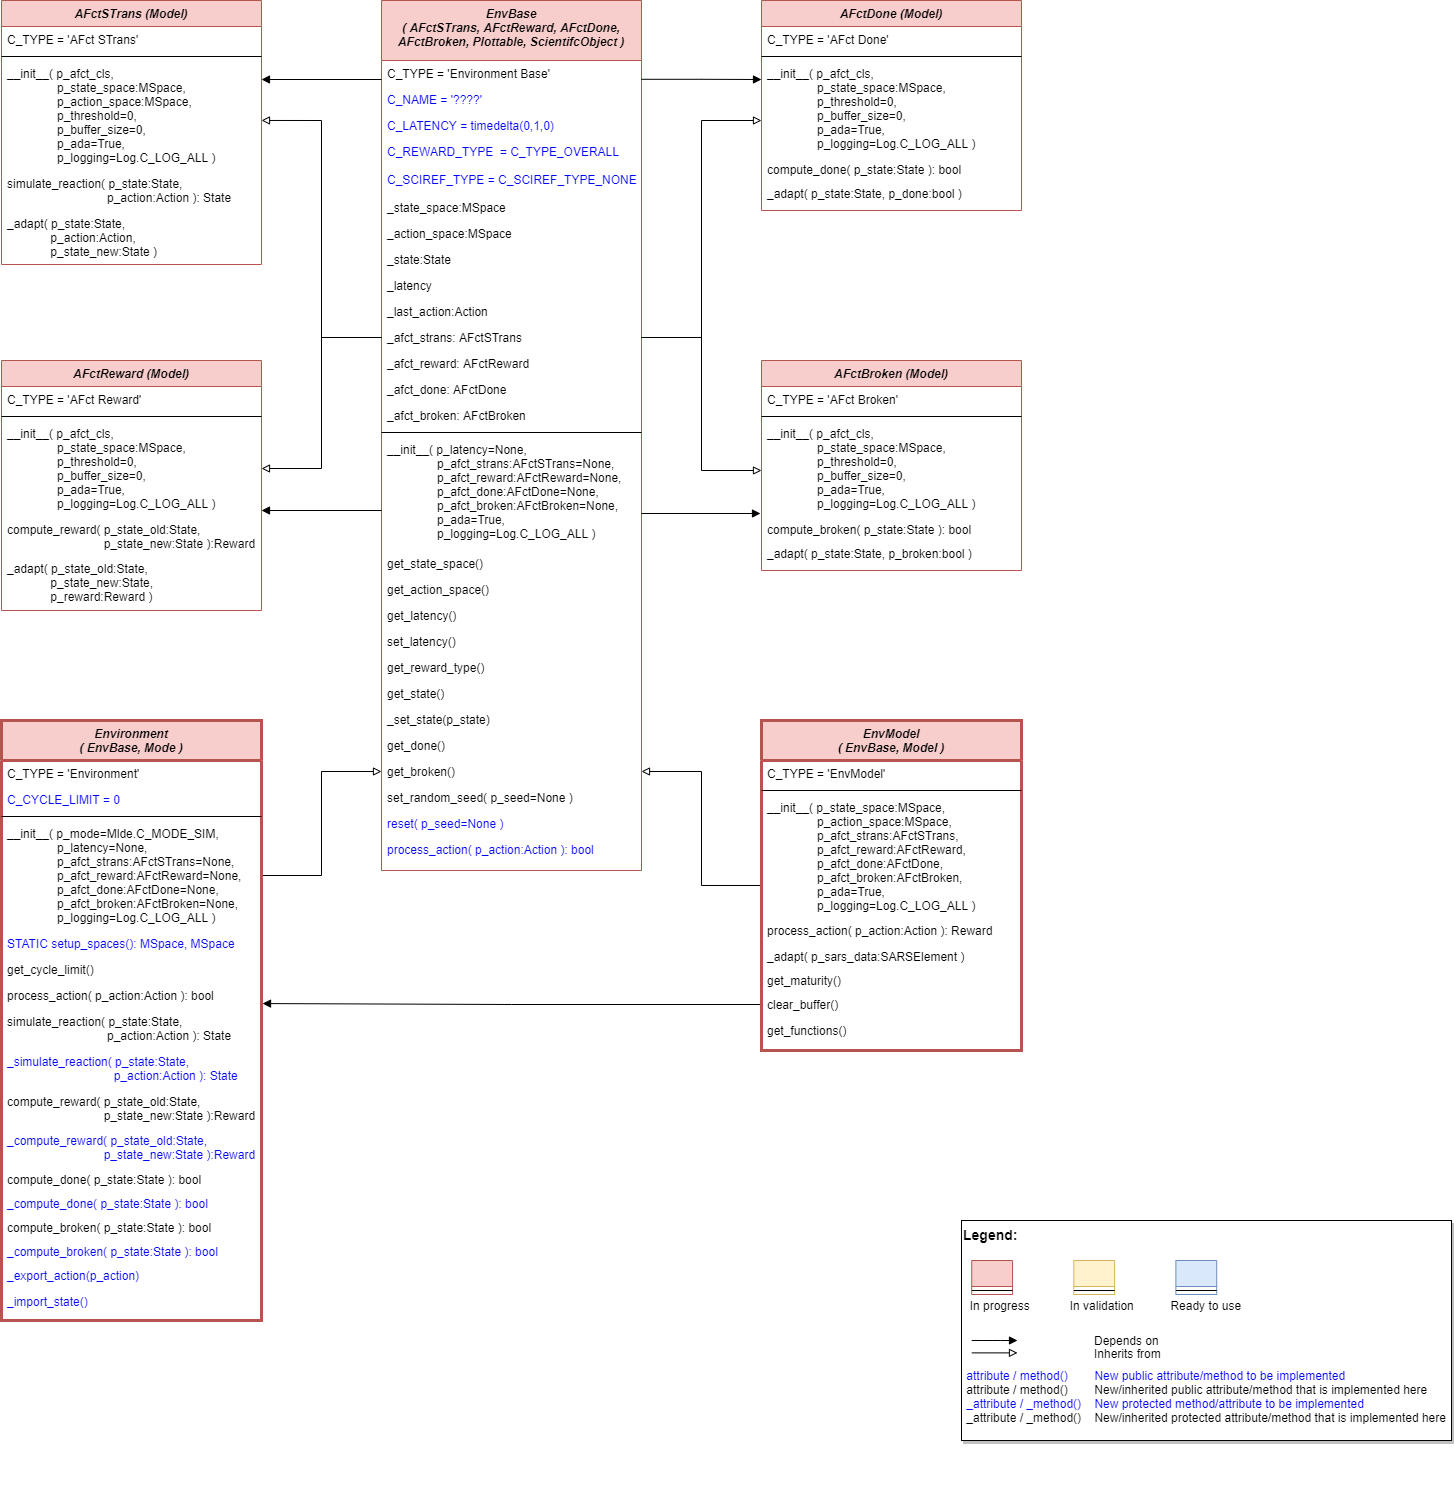 AFctSTrans (Model)
C_TYPE = 'AFct STrans'
__init__( p_afct_cls,
p_state_space:MSpace,
p_action_space:MSpace,
p_threshold=0,
p_buffer_size=0,
p_ada=True,
p_logging=Log.C_LOG_ALL )
simulate_reaction( p_state:State,
p_action:Action ): State
_adapt( p_state:State,
p_action:Action,
p_state_new:State )
EnvBase
( AFctSTrans, AFctReward, AFctDone,
AFctBroken, Plottable, ScientifcObject )
C_TYPE = 'Environment Base'
C_NAME = '????'
C_LATENCY = timedelta(0,1,0)
C_REWARD_TYPE  = C_TYPE_OVERALL
C_SCIREF_TYPE = C_SCIREF_TYPE_NONE
_state_space:MSpace
_action_space:MSpace
_state:State
_latency
_last_action:Action
_afct_strans: AFctSTrans
_afct_reward: AFctReward
_afct_done: AFctDone
_afct_broken: AFctBroken
__init__( p_latency=None,
p_afct_strans:AFctSTrans=None,
p_afct_reward:AFctReward=None,
p_afct_done:AFctDone=None,
p_afct_broken:AFctBroken=None,
p_ada=True,
p_logging=Log.C_LOG_ALL )
get_state_space()
get_action_space()
get_latency()
set_latency()
get_reward_type()
get_state()
_set_state(p_state)
get_done()
get_broken()
set_random_seed( p_seed=None )
reset( p_seed=None )
process_action( p_action:Action ): bool
AFctDone (Model)
C_TYPE = 'AFct Done'
__init__( p_afct_cls,
p_state_space:MSpace,
p_threshold=0,
p_buffer_size=0,
p_ada=True,
p_logging=Log.C_LOG_ALL )
compute_done( p_state:State ): bool
_adapt( p_state:State, p_done:bool )
AFctReward (Model)
C_TYPE = 'AFct Reward'
__init__( p_afct_cls,
p_state_space:MSpace,
p_threshold=0,
p_buffer_size=0,
p_ada=True,
p_logging=Log.C_LOG_ALL )
compute_reward( p_state_old:State,
p_state_new:State ):Reward
_adapt( p_state_old:State,
p_state_new:State,
p_reward:Reward )
AFctBroken (Model)
C_TYPE = 'AFct Broken'
__init__( p_afct_cls,
p_state_space:MSpace,
p_threshold=0,
p_buffer_size=0,
p_ada=True,
p_logging=Log.C_LOG_ALL )
compute_broken( p_state:State ): bool
_adapt( p_state:State, p_broken:bool )
Environment
( EnvBase, Mode )
C_TYPE = 'Environment'
C_CYCLE_LIMIT = 0
__init__( p_mode=Mlde.C_MODE_SIM,
p_latency=None,
p_afct_strans:AFctSTrans=None,
p_afct_reward:AFctReward=None,
p_afct_done:AFctDone=None,
p_afct_broken:AFctBroken=None,
p_logging=Log.C_LOG_ALL )
STATIC setup_spaces(): MSpace, MSpace
get_cycle_limit()
process_action( p_action:Action ): bool
simulate_reaction( p_state:State,
p_action:Action ): State
_simulate_reaction( p_state:State,
p_action:Action ): State
compute_reward( p_state_old:State,
p_state_new:State ):Reward
_compute_reward( p_state_old:State,
p_state_new:State ):Reward
compute_done( p_state:State ): bool
_compute_done( p_state:State ): bool
compute_broken( p_state:State ): bool
_compute_broken( p_state:State ): bool
_export_action(p_action)
_import_state()
EnvModel
( EnvBase, Model )
C_TYPE = 'EnvModel'
__init__( p_state_space:MSpace,
p_action_space:MSpace,
p_afct_strans:AFctSTrans,
p_afct_reward:AFctReward,
p_afct_done:AFctDone,
p_afct_broken:AFctBroken,
p_ada=True,
p_logging=Log.C_LOG_ALL )
process_action( p_action:Action ): Reward
_adapt( p_sars_data:SARSElement )
get_maturity()
clear_buffer()
get_functions()
Legend:
In progress
In validation
Ready to use
Depends on
Inherits from
attribute / method() New public attribute/method to be implemented
attribute / method() New/inherited public attribute/method that is implemented here
_attribute / _method() New protected method/attribute to be implemented
_attribute / _method() New/inherited protected attribute/method that is implemented here